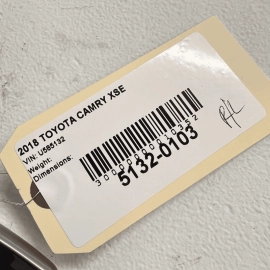 2018 TOYOTA CAMRY XSE
VIN: U585132
Weight:
Dimensions:
5132-0103
R/L